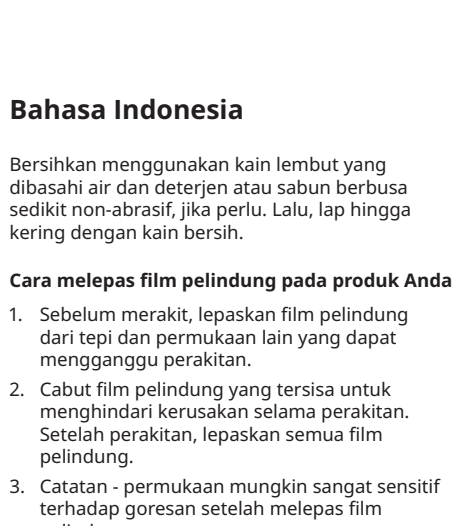 Bahasa Indonesia
Bersihkan menggunakan kain lembut yang
dibasahi air dan deterjen atau sabun berbusa
sedikit non-abrasif, jika perlu. Lalu, lap hingga
kering dengan kain bersih.
Cara melepas film pelindung pada produk Anda
1. Sebelum merakit, lepaskan film pelindung
dari tepi dan permukaan lain yang dapat
mengganggu perakitan.
2. Cabut film pelindung yang tersisa untuk
menghindari kerusakan selama perakitan.
Setelah perakitan, lepaskan semua film
pelindung.
3. Catatan - permukaan mungkin sangat sensitif
terhadap goresan setelah melepas film